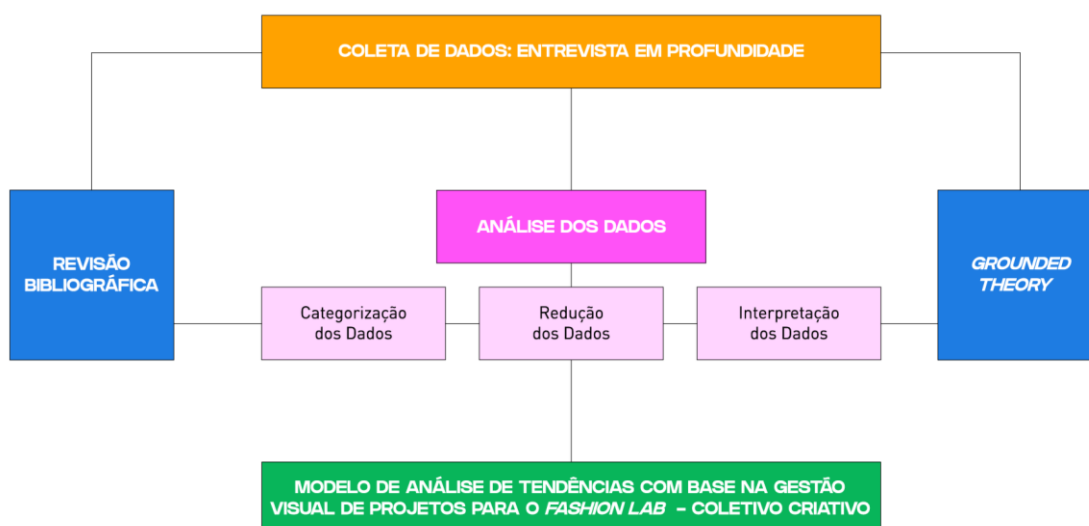 COLETA DE DADOS: ENTREVISTA EM PROFUNDIDADE
REVISÃO
BIBLIOGRÁFICA
ANÁLISE DOS DADOS
GROUNDED
THEORY
Categorização
dos Dados
Redução
dos Dados
Interpretação
dos Dados
MODELO DE ANÁLISE DE TENDÊNCIAS COM BASE NA GESTÃO
VISUAL DE PROJETOS PARA O FASHION LAB – COLETIVO CRIATIVO